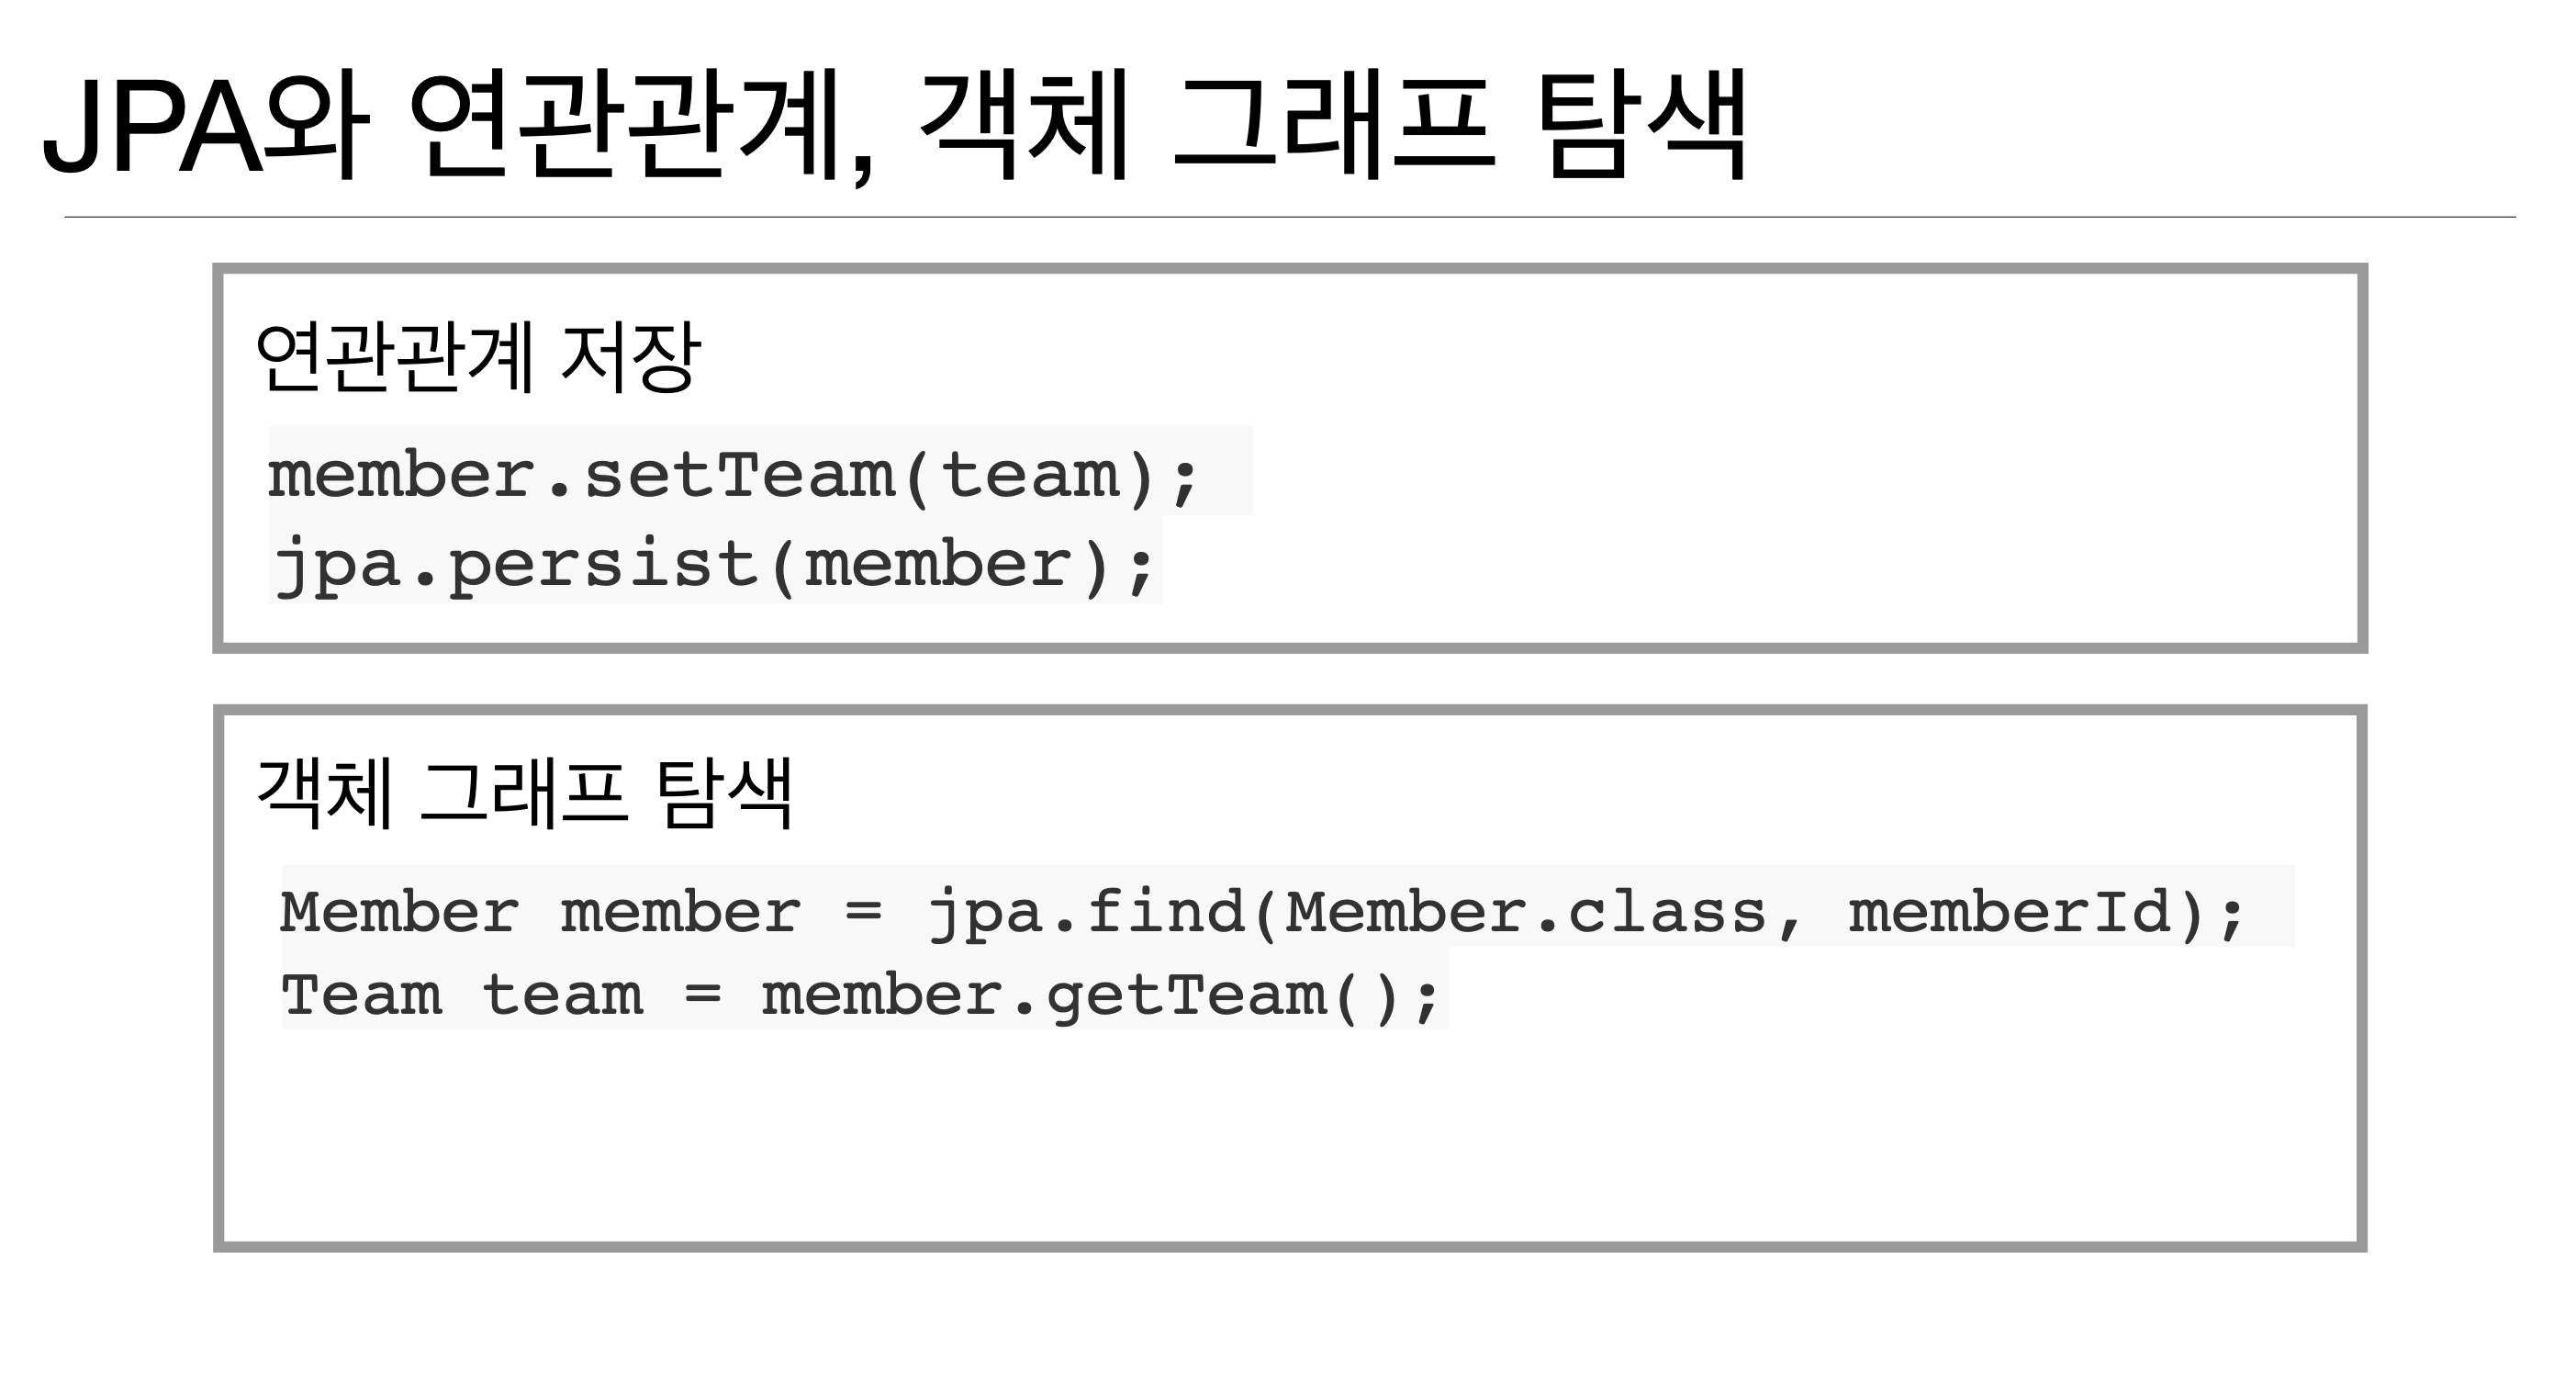 JPA와 연관관계, 객체 그래프 탐색
연관관계 저장
member.setTeam(team);
jpa.persist(member);
객체 그래프 탐색
Member member = jpa.find(Member.class, memberId);
Team team = member.getTeam();